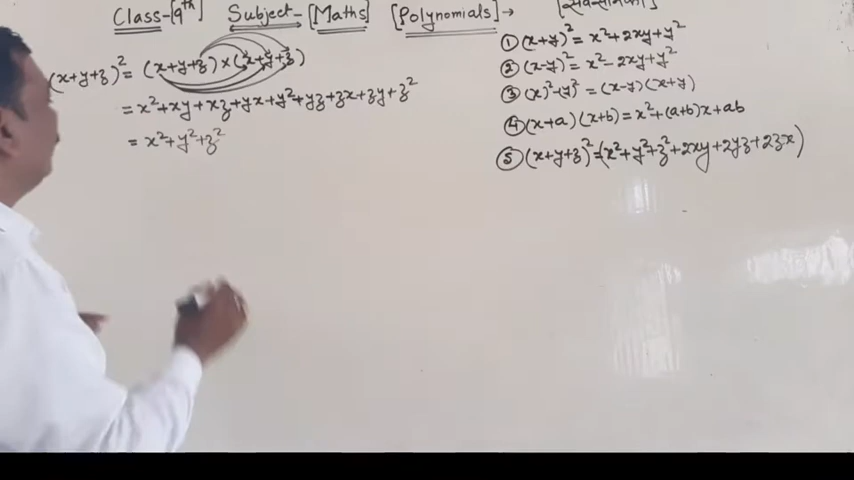 Class-[9th] Subject-[Maths] [Polynomials]→ [सर्वसमिका]
(x+y+z)² = (x+y+z) × (x+y+z)
= x²+xy+xz+yx+y²+yz+zx+zy+z²
= x²+y²+z²
① (x+y)² = x²+2xy+y²
② (x-y)² = x²-2xy+y²
③ (x)²-(y)² = (x-y)(x+y)
④ (x+a)(x+b) = x²+(a+b)x+ab
⑤ (x+y+z)² = (x²+y²+z²+2xy+2yz+2zx)